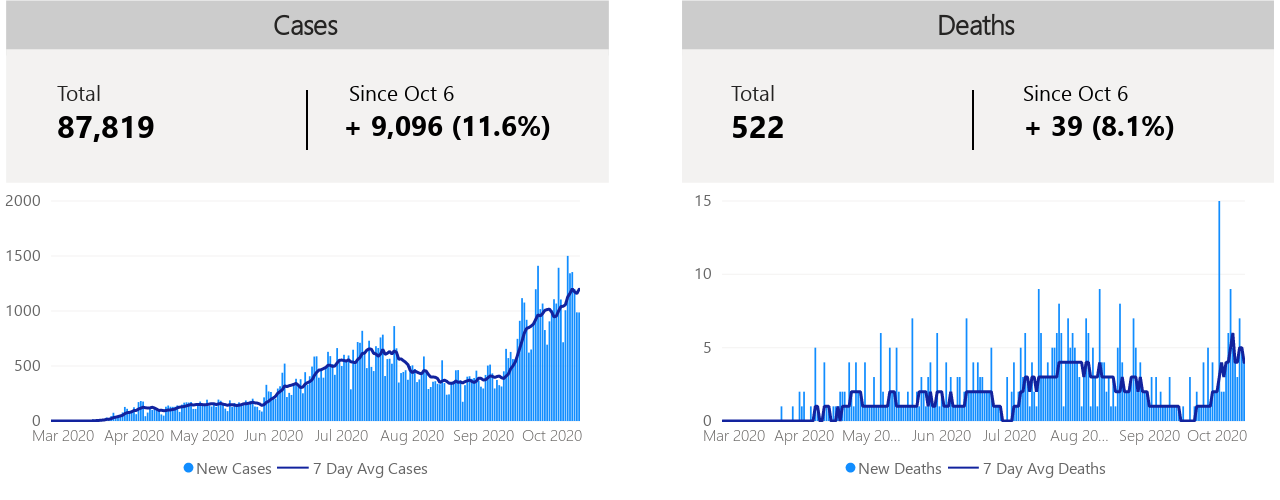 Cases
Total
87,819
Since Oct 6
+ 9,096 (11.6%)
2000
1500
1000
500
0
Mar 2020 Apr 2020 May 2020 Jun 2020 Jul 2020 Aug 2020 Sep 2020 Oct 2020
New Cases 7 Day Avg Cases
Deaths
Total
522
Since Oct 6
+ 39 (8.1%)
15
10
5
0
Mar 2020 Apr 2020 May 20... Jun 2020 Jul 2020 Aug 20... Sep 2020 Oct 2020
New Deaths 7 Day Avg Deaths